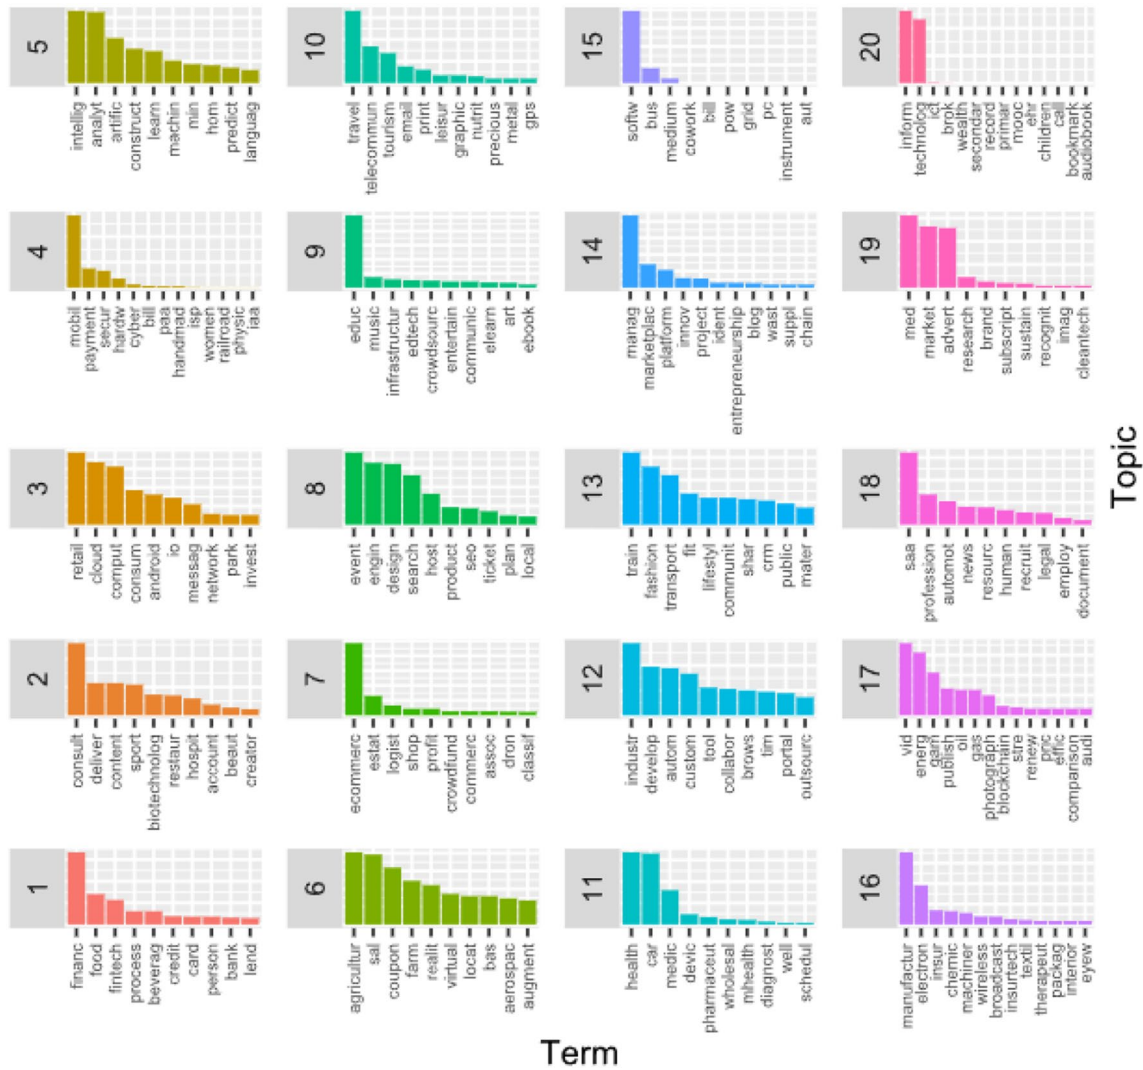 1
financ
food
fintech
process
beverag
credit
card
person
bank
lend
2
consult
deliver
content
sport
biotechnolog
restaur
hospit
account
beaut
creator
3
retail
cloud
comput
consum
android
io
messag
network
park
invest
4
mobil
payment
secur
hardw
cyber
bill
paa
handmad
isp
women
railroad
physic
iaa
5
intellig
analyt
artific
construct
learn
machin
min
hom
predict
languag
6
agricultur
sal
coupon
farm
realit
virtual
locat
bas
aerospac
augment
7
ecommerc
estat
logist
shop
profit
crowdfund
commerc
assoc
dron
classif
8
event
engin
design
search
host
product
seo
ticket
plan
local
9
educ
music
infrastructur
edtech
crowdsourc
entertain
communic
elearn
art
ebook
10
travel
telecommun
tourism
email
print
leisur
graphic
nutrit
precious
metal
gps
11
health
car
medic
devic
pharmaceut
wholesal
mhealth
diagnost
well
schedul
12
industr
develop
autom
custom
tool
collabor
brows
tim
portal
outsourc
13
train
fashion
transport
fit
lifestyl
communit
shar
crm
public
mater
14
manag
marketplac
platform
innov
project
ident
entrepreneurship
blog
wast
suppl
chain
15
softw
bus
medium
cowork
bill
pow
grid
pc
instrument
aut
16
manufactur
electron
insur
chemic
machiner
wireless
broadcast
insurtech
textil
therapeut
packag
interior
eyew
17
vid
energ
gam
publish
oil
gas
photograph
blockchain
stre
renew
pric
effic
comparison
audi
18
saa
profession
automot
news
resourc
human
recruit
legal
employ
document
19
med
market
advert
research
brand
subscript
sustain
recognit
imag
cleantech
20
inform
technolog
ict
brok
wealth
secondar
record
primar
mooc
ehr
children
call
bookmark
audiobook
Term
Topic